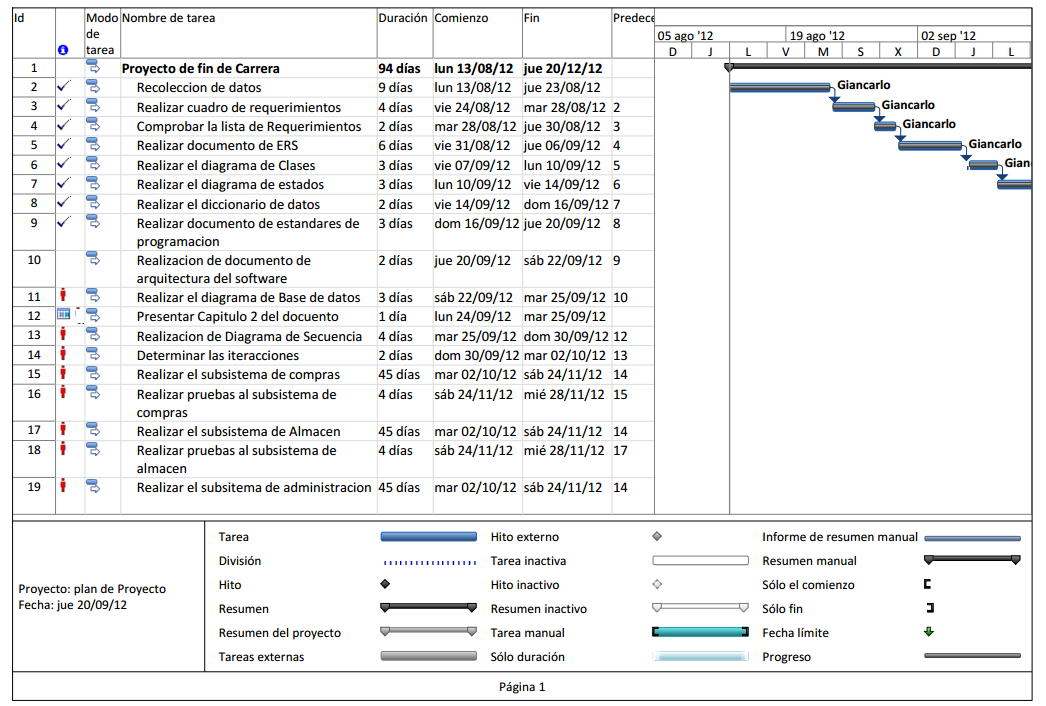 Id Modo de tarea Nombre de tarea Duración Comienzo Fin Predece
05 ago '12 19 ago '12 02 sep '12
D J L V M S X D J L
1 Proyecto de fin de Carrera 94 días lun 13/08/12 jue 20/12/12
2 Recoleccion de datos 9 días lun 13/08/12 jue 23/08/12 Giancarlo
3 Realizar cuadro de requerimientos 4 días vie 24/08/12 mar 28/08/12 2 Giancarlo
4 Comprobar la lista de Requerimientos 2 días mar 28/08/12 jue 30/08/12 3 Giancarlo
5 Realizar documento de ERS 6 días vie 31/08/12 jue 06/09/12 4 Giancarlo
6 Realizar el diagrama de Clases 3 días vie 07/09/12 lun 10/09/12 5 Gian
7 Realizar el diagrama de estados 3 días lun 10/09/12 vie 14/09/12 6
8 Realizar el diccionario de datos 2 días vie 14/09/12 dom 16/09/12 7
9 Realizar documento de estandares de programacion 3 días dom 16/09/12 jue 20/09/12 8
10 Realizacion de documento de arquitectura del software 2 días jue 20/09/12 sáb 22/09/12 9
11 Realizar el diagrama de Base de datos 3 días sáb 22/09/12 mar 25/09/12 10
12 Presentar Capitulo 2 del docuento 1 día lun 24/09/12 mar 25/09/12
13 Realizacion de Diagrama de Secuencia 4 días mar 25/09/12 dom 30/09/12 12
14 Determinar las iteracciones 2 días dom 30/09/12 mar 02/10/12 13
15 Realizar el subsistema de compras 45 días mar 02/10/12 sáb 24/11/12 14
16 Realizar pruebas al subsistema de compras 4 días sáb 24/11/12 mié 28/11/12 15
17 Realizar el subsistema de Almacen 45 días mar 02/10/12 sáb 24/11/12 14
18 Realizar pruebas al subsistema de almacen 4 días sáb 24/11/12 mié 28/11/12 17
19 Realizar el subsitema de administracion 45 días mar 02/10/12 sáb 24/11/12 14
Proyecto: plan de Proyecto
Fecha: jue 20/09/12
Tarea Hito externo Informe de resumen manual
División Tarea inactiva Resumen manual
Hito Hito inactivo Sólo el comienzo
Resumen Resumen inactivo Sólo fin
Resumen del proyecto Tarea manual Fecha límite
Tareas externas Sólo duración Progreso
Página 1